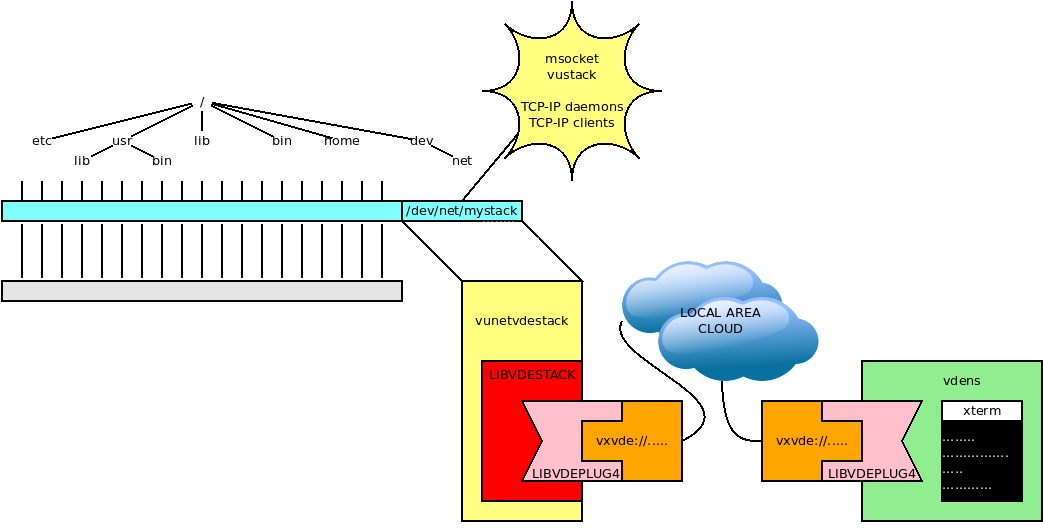 msocket
vustack
TCP-IP daemons
TCP-IP clients
/
etc
usr
lib
bin
home
dev
lib
bin
net
/dev/net/mystack
vunetvdestack
LOCAL AREA
CLOUD
LIBVDESTACK
vxvde://.....
LIBVDEPLUG4
vdens
xterm
........
...............
.....
...........
vxvde://.....
LIBVDEPLUG4